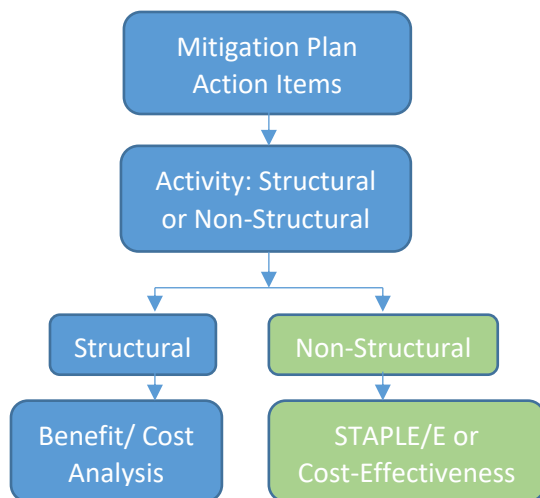 Mitigation Plan
Action Items
Activity: Structural
or Non-Structural
Structural
Non-Structural
Benefit/ Cost
Analysis
STAPLE/E or
Cost-Effectiveness